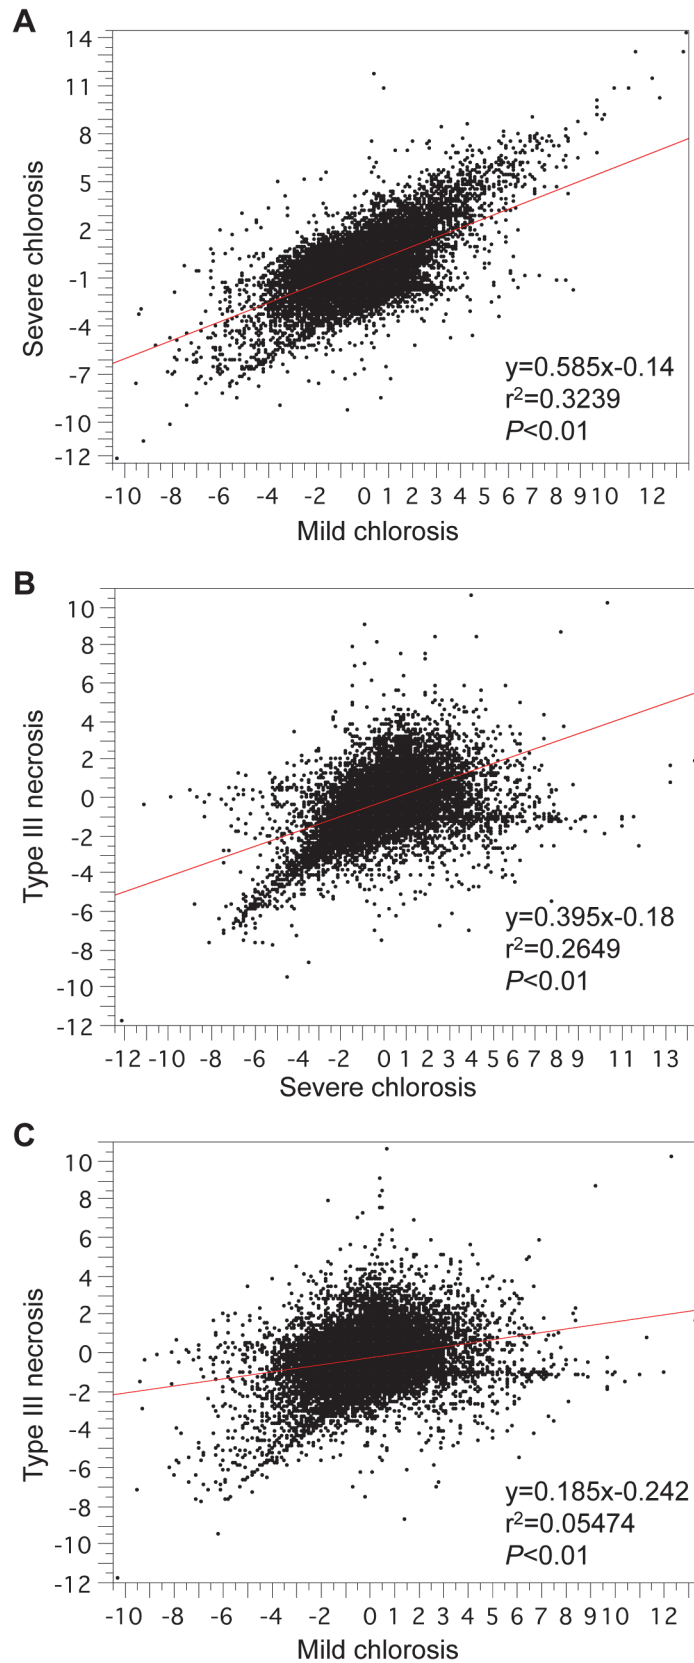 A
14
11
8
5
2
-1
-4
-7
-10
-12
Severe chlorosis
y=0.585x-0.14
r²=0.3239
P<0.01
-10 -8 -6 -4 -2 0 1 2 3 4 5 6 7 8 9 10 12
Mild chlorosis
B
10
8
6
4
2
0
-2
-4
-6
-8
-10
-12
Type III necrosis
y=0.395x-0.18
r²=0.2649
P<0.01
-12 -10 -8 -6 -4 -2 0 1 2 3 4 5 6 7 8 9 11 13
Severe chlorosis
C
10
8
6
4
2
0
-2
-4
-6
-8
-10
-12
Type III necrosis
y=0.185x-0.242
r²=0.05474
P<0.01
-10 -8 -6 -4 -2 0 1 2 3 4 5 6 7 8 9 10 12
Mild chlorosis